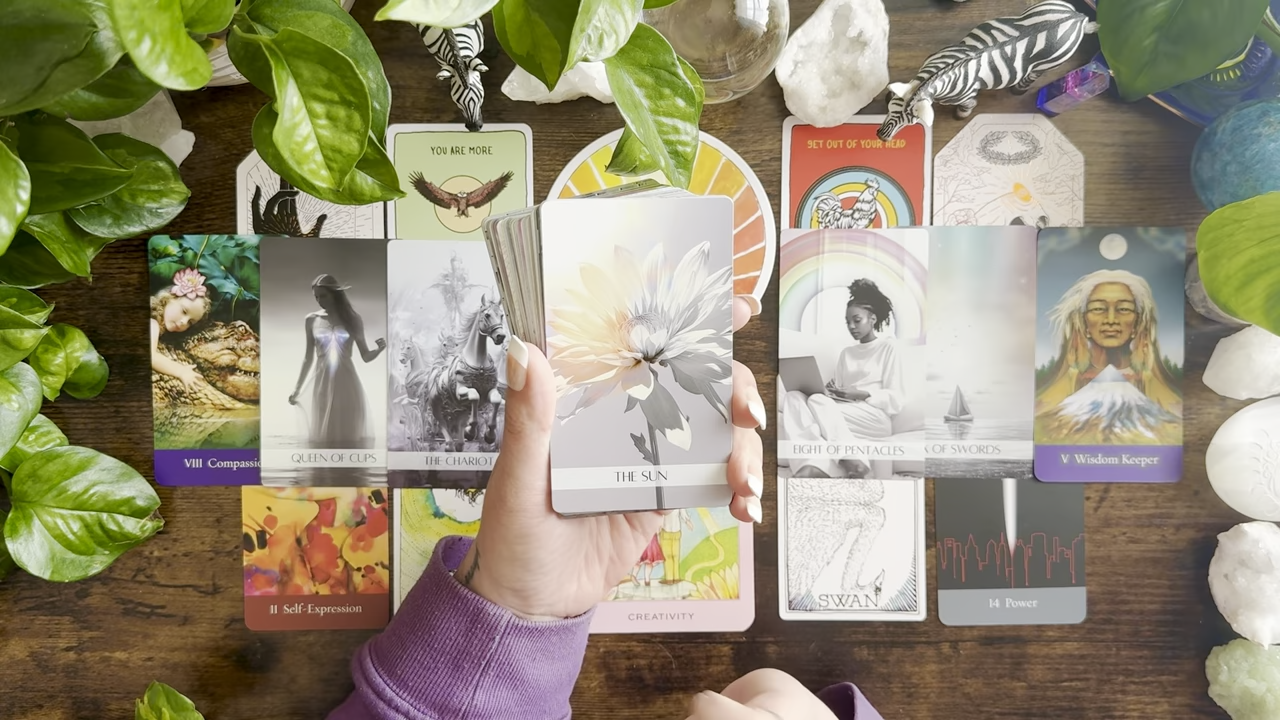 YOU ARE MORE
GET OUT OF YOUR HEAD
VIII Compassio
QUEEN OF CUPS
THE CHARIOT
THE SUN
EIGHT OF PENTACLES
OF SWORDS
V Wisdom Keeper
II Self-Expression
CREATIVITY
SWAN
14 Power